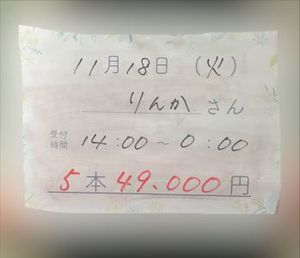 11月18日 (火)
りんか さん
受付時間 14:00～0:00
5本 49.000円